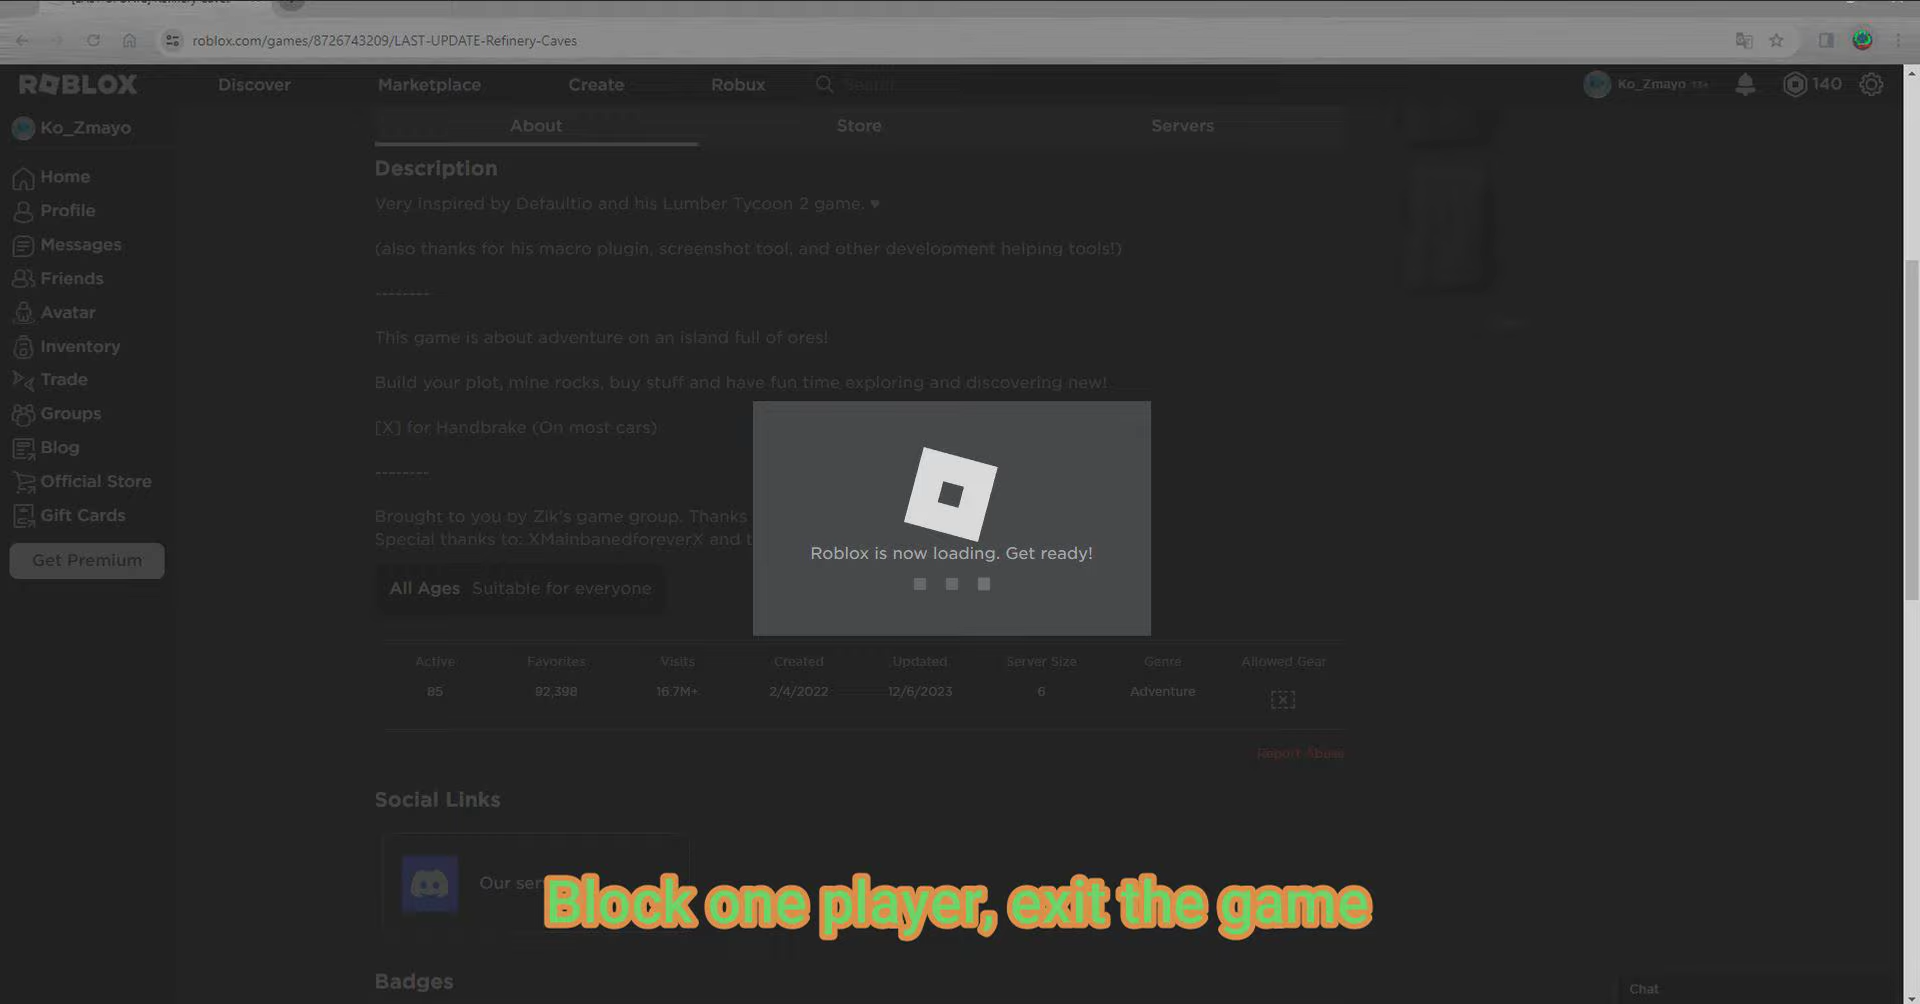 roblox.com/games/8726743209/LAST-UPDATE-Refinery-Caves
ROBLOX
Discover
Marketplace
Create
Robux
Search
Ko_Zmayo
140
Ko_Zmayo
Home
Profile
Messages
Friends
Avatar
Inventory
Trade
Groups
Blog
Official Store
Gift Cards
Get Premium
About
Store
Servers
Description
Very inspired by Defaultio and his Lumber Tycoon 2 game. ♥
(also thanks for his macro plugin, screenshot tool, and other development helping tools!)
--------
This game is about adventure on an island full of ores!
Build your plot, mine rocks, buy stuff and have fun time exploring and discovering new!
[X] for Handbrake (On most cars)
--------
Brought to you by Zik's game group. Thanks
Special thanks to: XMainbanedforeverX and
Roblox is now loading. Get ready!
All Ages Suitable for everyone
Active Favorites Visits Created Updated Server Size Genre Allowed Gear
85 92,398 16.7M+ 2/4/2022 12/6/2023 6 Adventure
Report Abuse
Social Links
Our
Block one player, exit the game
Badges
Chat